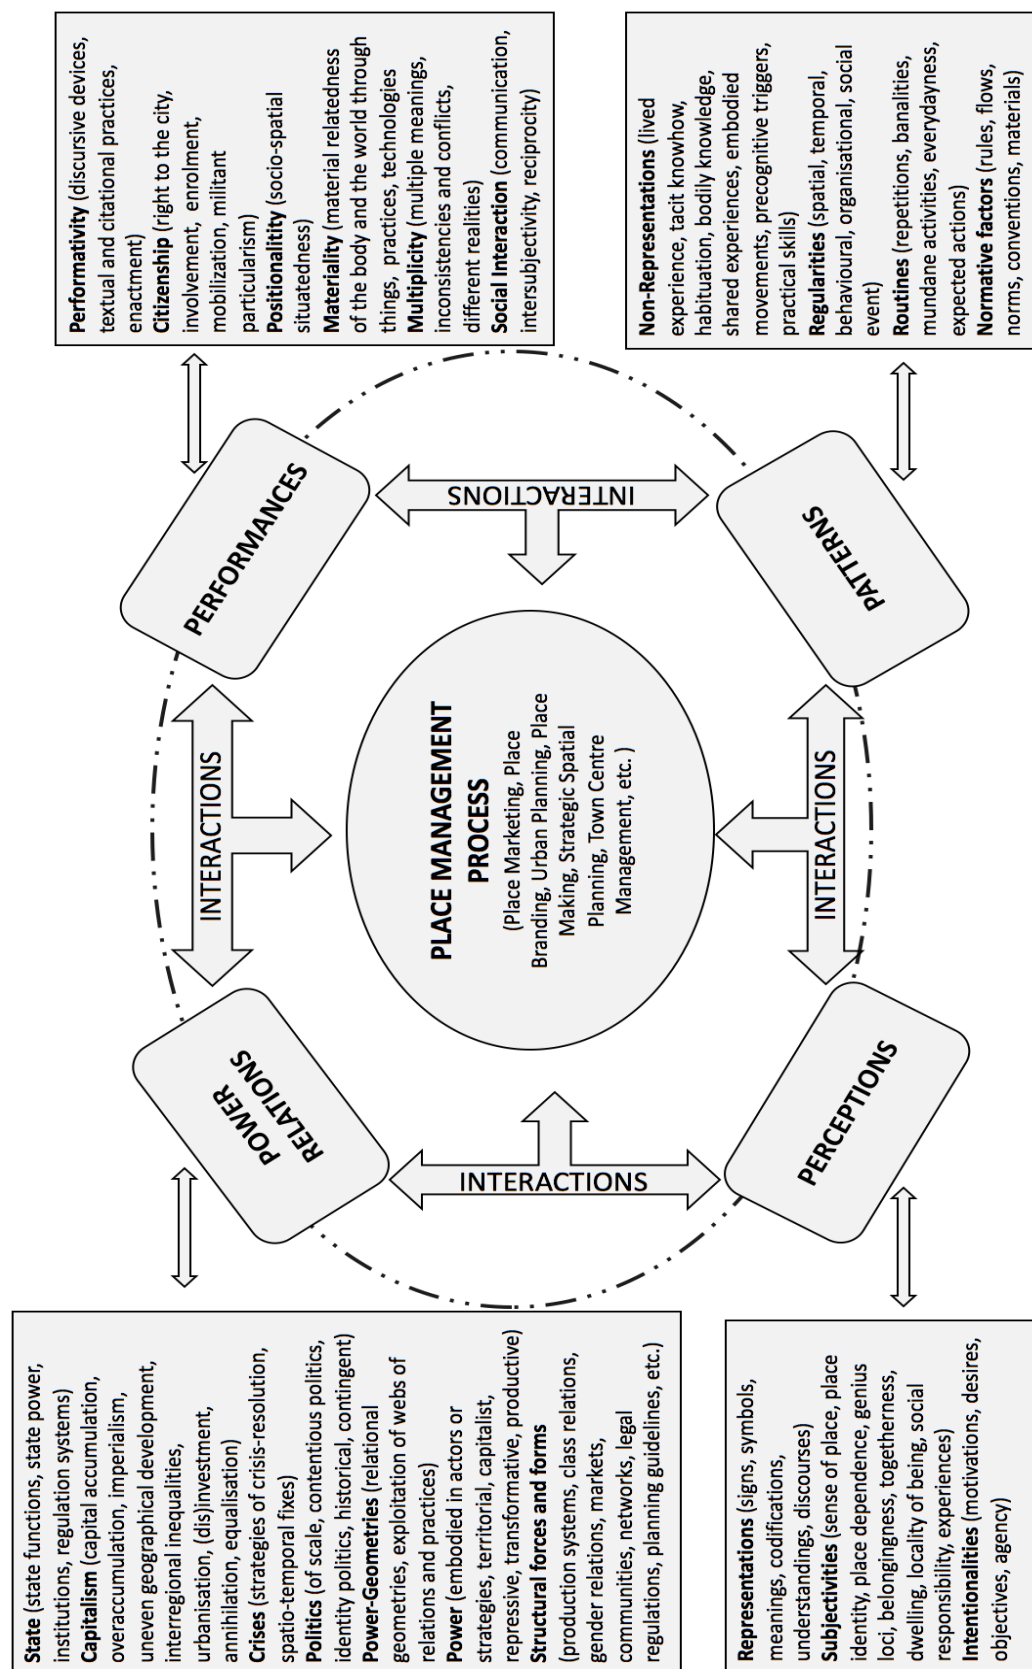 State (state functions, state power,
institutions, regulation systems)
Capitalism (capital accumulation,
overaccumulation, imperialism,
uneven geographical development,
interregional inequalities,
urbanisation, (dis)investment,
annihilation, equalisation)
Crises (strategies of crisis-resolution,
spatio-temporal fixes)
Politics (of scale, contentious politics,
identity politics, historical, contingent)
Power-Geometries (relational
geometries, exploitation of webs of
relations and practices)
Power (embodied in actors or
strategies, territorial, capitalist,
repressive, transformative, productive)
Structural forces and forms
(production systems, class relations,
gender relations, markets,
communities, networks, legal
regulations, planning guidelines, etc.)
POWER
RELATIONS
INTERACTIONS
PERFORMANCES
Performativity (discursive devices,
textual and citational practices,
enactment)
Citizenship (right to the city,
involvement, enrolment,
mobilization, militant
particularism)
Positionalitity (socio-spatial
situatedness)
Materiality (material relatedness
of the body and the world through
things, practices, technologies
Multiplicity (multiple meanings,
inconsistencies and conflicts,
different realities)
Social Interaction (communication,
intersubjectivity, reciprocity)
INTERACTIONS
PLACE MANAGEMENT
PROCESS
(Place Marketing, Place
Branding, Urban Planning, Place
Making, Strategic Spatial
Planning, Town Centre
Management, etc. )
INTERACTIONS
Representations (signs, symbols,
meanings, codifications,
understandings, discourses)
Subjectivities (sense of place, place
identity, place dependence, genius
loci, belongingness, togetherness,
dwelling, locality of being, social
responsibility, experiences)
Intentionalities (motivations, desires,
objectives, agency)
PERCEPTIONS
INTERACTIONS
PATTERNS
Non-Representations (lived
experience, tacit knowhow,
habituation, bodily knowledge,
shared experiences, embodied
movements, precognitive triggers,
practical skills)
Regularities (spatial, temporal,
behavioural, organisational, social
event)
Routines (repetitions, banalities,
mundane activities, everydayness,
expected actions)
Normative factors (rules, flows,
norms, conventions, materials)